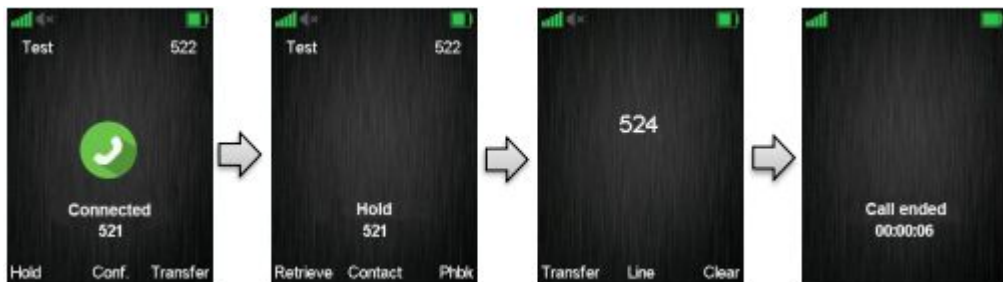 Test 522
Connected
521
Hold Conf. Transfer
Test 522
Hold
521
Retrieve Contact Phbk
524
Transfer Line Clear
Call ended
00:00:06